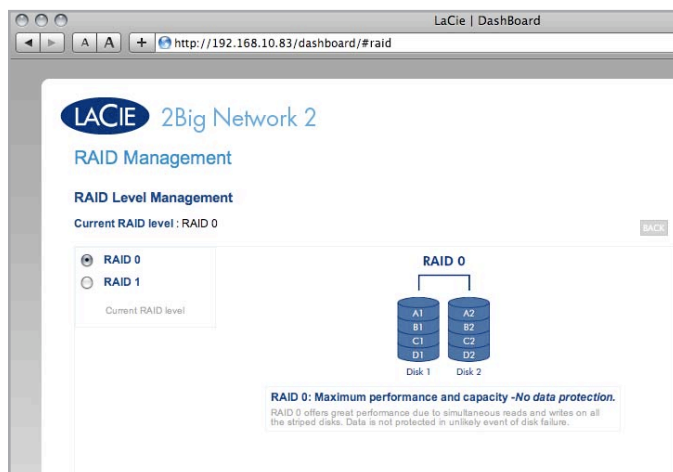 LaCie | DashBoard
A A + http://192.168.10.83/dashboard/#raid
LACIE 2Big Network 2
RAID Management
RAID Level Management
Current RAID level : RAID 0
BACK
RAID 0
RAID 1
Current RAID level
RAID 0
A1 A2
B1 B2
C1 C2
D1 D2
Disk 1 Disk 2
RAID 0: Maximum performance and capacity -No data protection.
RAID 0 offers great performance due to simultaneous reads and writes on all
the striped disks. Data is not protected in unlikely event of disk failure.